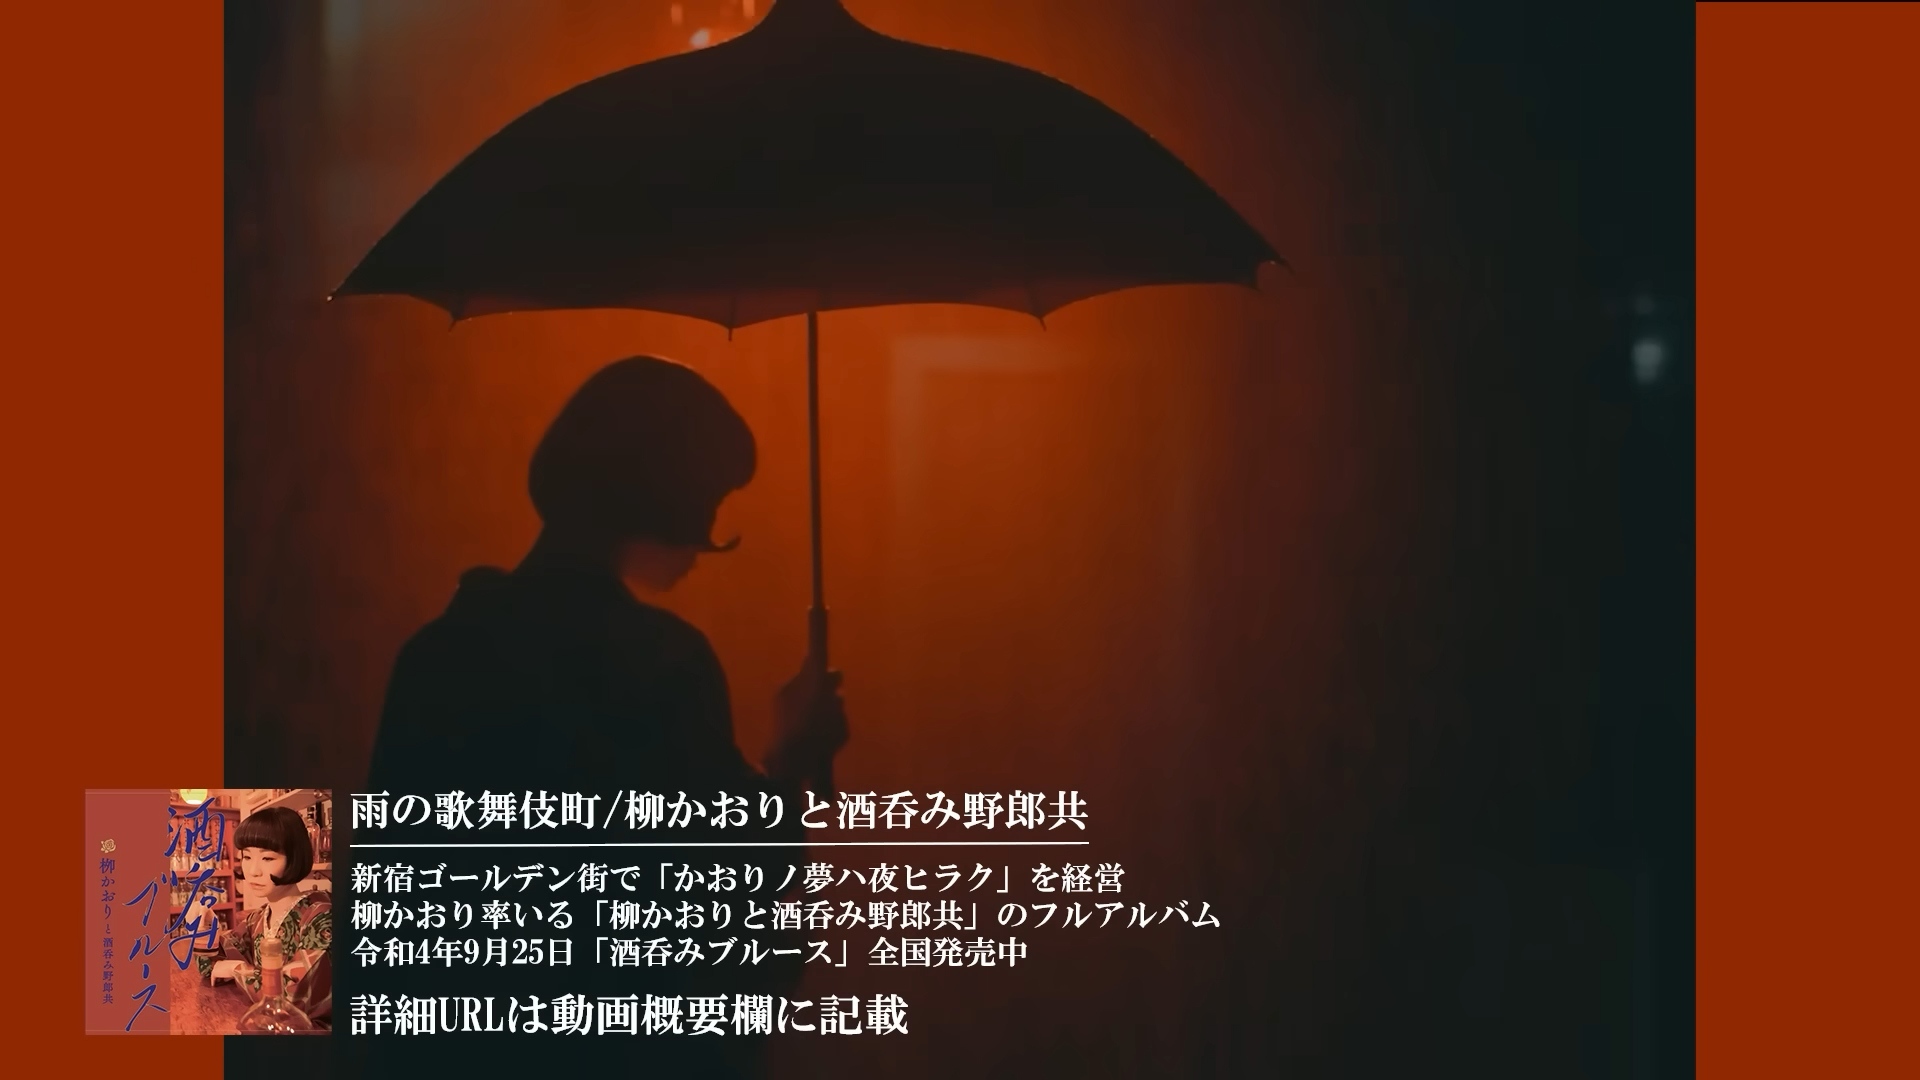 雨の歌舞伎町/柳かおりと酒呑み野郎共
新宿ゴールデン街で「かおりノ夢ハ夜ヒラク」を経営
柳かおり率いる「柳かおりと酒呑み野郎共」のフルアルバム
令和4年9月25日「酒呑みブルース」全国発売中
詳細URLは動画概要欄に記載
酒呑み
ブルース
柳かおりと酒呑み野郎共